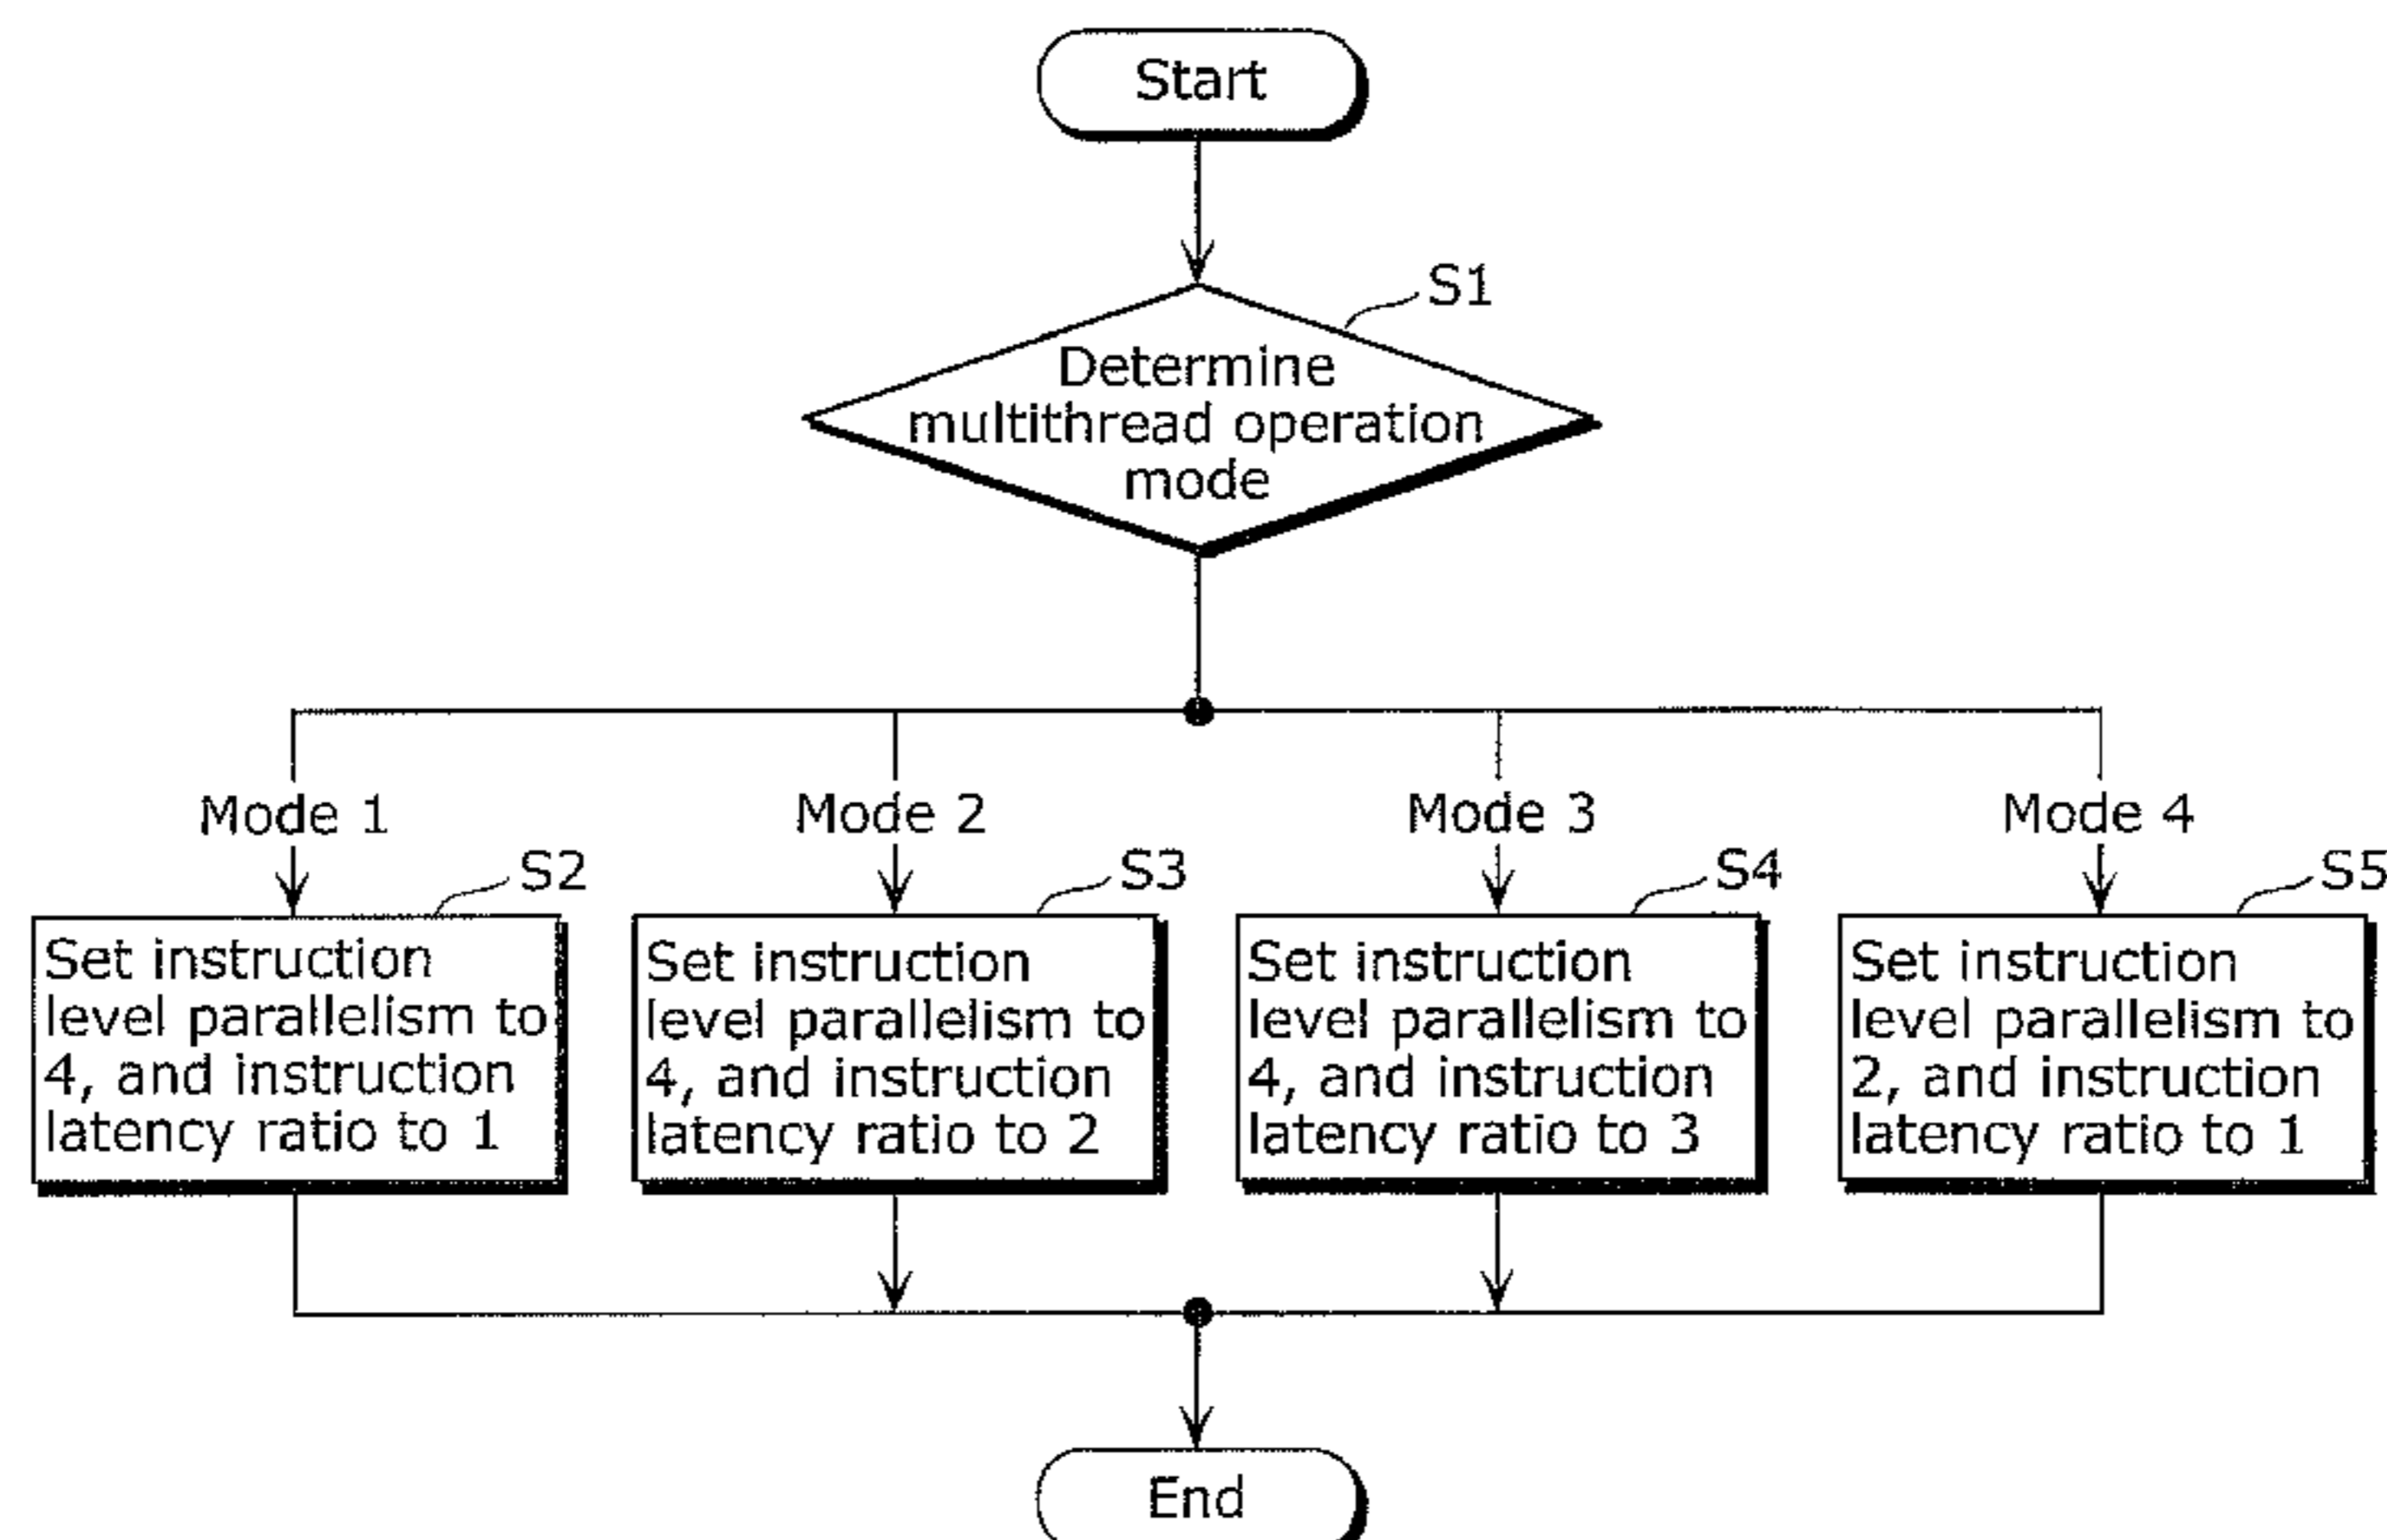 Start
S1
Determine
multithread operation
mode
Mode 1
Mode 2
Mode 3
Mode 4
S2
S3
S4
S5
Set instruction
level parallelism to
4, and instruction
latency ratio to 1
Set instruction
level parallelism to
4, and instruction
latency ratio to 2
Set instruction
level parallelism to
4, and instruction
latency ratio to 3
Set instruction
level parallelism to
2, and instruction
latency ratio to 1
End